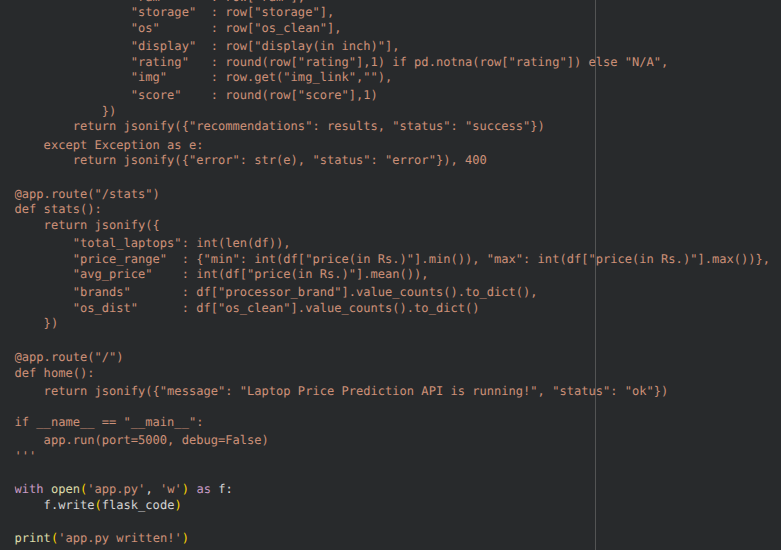 "storage"  : row["storage"],
                "os"       : row["os_clean"],
                "display"  : row["display(in inch)"],
                "rating"   : round(row["rating"],1) if pd.notna(row["rating"]) else "N/A",
                "img"      : row.get("img_link",""),
                "score"    : round(row["score"],1)
            })
        return jsonify({"recommendations": results, "status": "success"})
    except Exception as e:
        return jsonify({"error": str(e), "status": "error"}), 400

@app.route("/stats")
def stats():
    return jsonify({
        "total_laptops": int(len(df)),
        "price_range"  : {"min": int(df["price(in Rs.)"].min()), "max": int(df["price(in Rs.)"].max())},
        "avg_price"    : int(df["price(in Rs.)"].mean()),
        "brands"       : df["processor_brand"].value_counts().to_dict(),
        "os_dist"      : df["os_clean"].value_counts().to_dict()
    })

@app.route("/")
def home():
    return jsonify({"message": "Laptop Price Prediction API is running!", "status": "ok"})

if __name__ == "__main__":
    app.run(port=5000, debug=False)
'''

with open('app.py', 'w') as f:
    f.write(flask_code)

print('app.py written!')